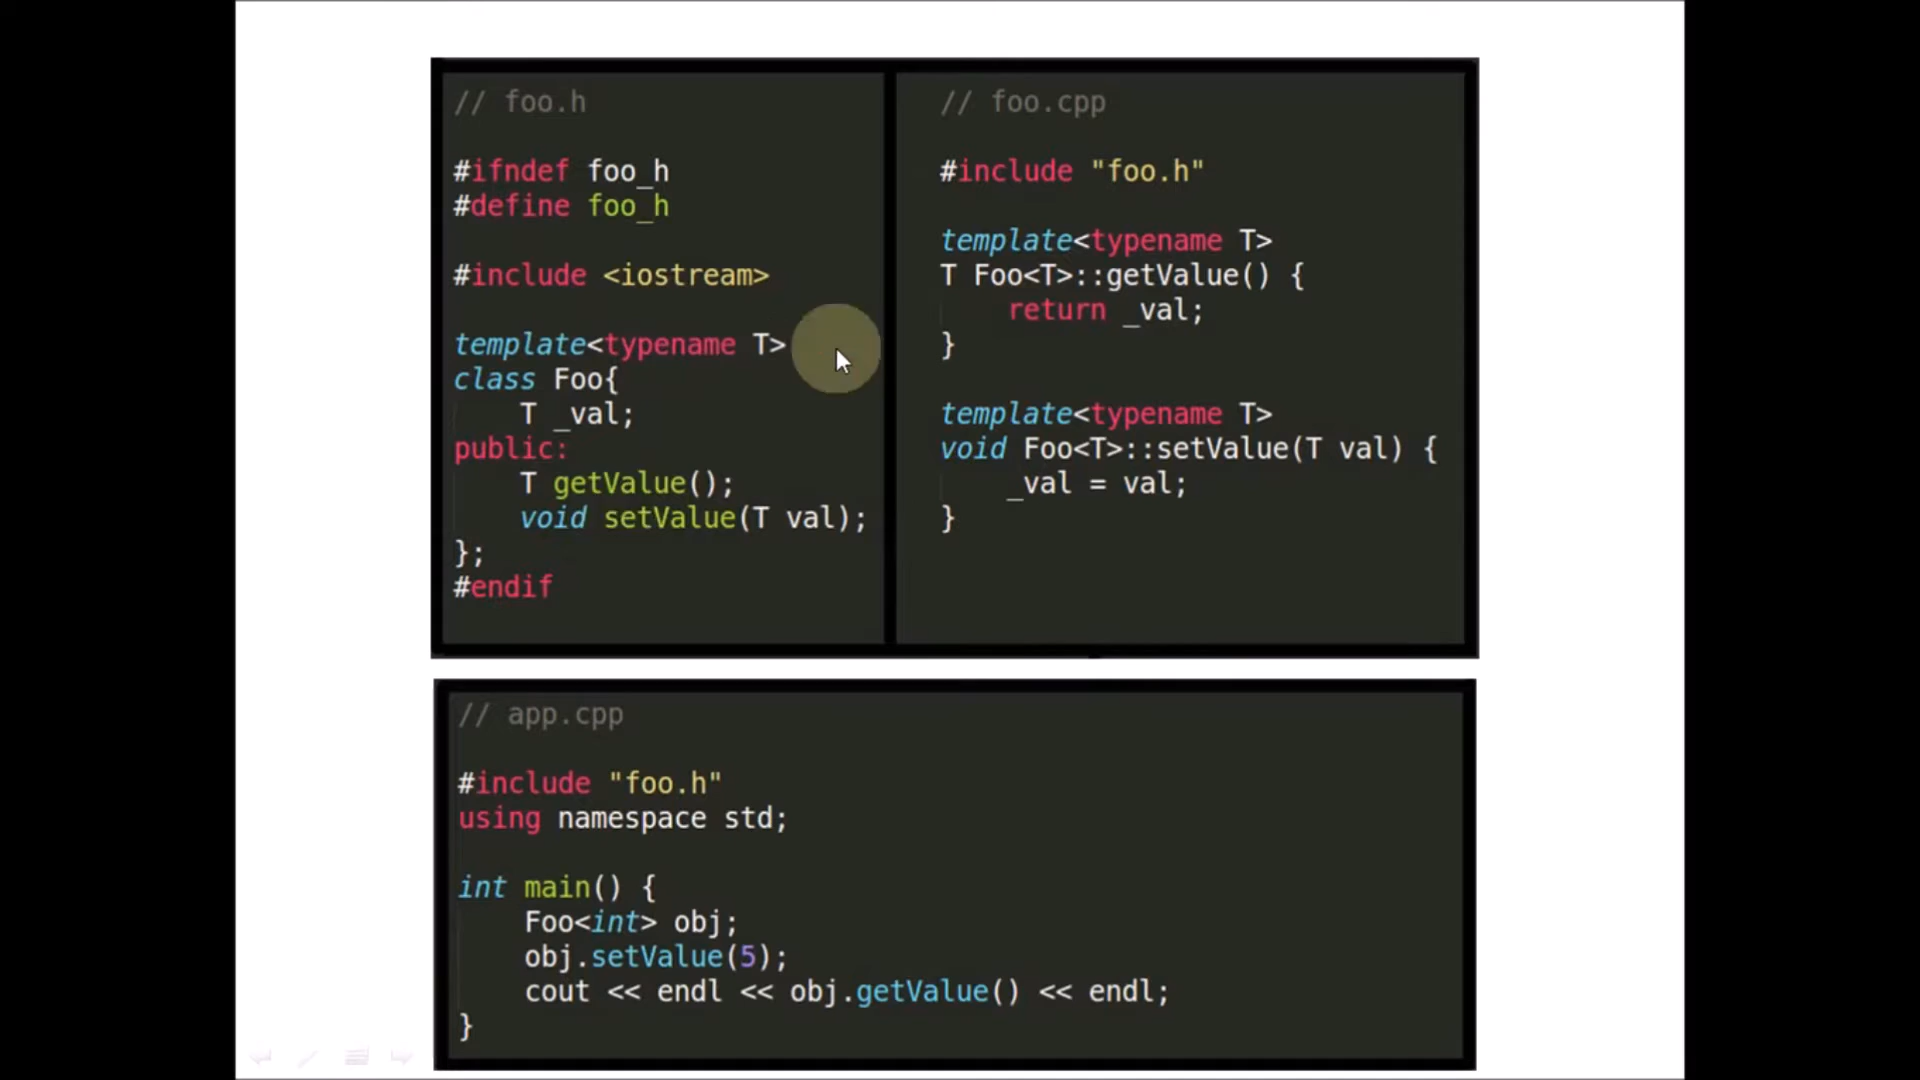 // foo.h
#ifndef foo_h
#define foo_h
#include <iostream>
template<typename T>
class Foo{
    T _val;
public:
    T getValue();
    void setValue(T val);
};
#endif
// foo.cpp
#include "foo.h"
template<typename T>
T Foo<T>::getValue() {
    return _val;
}
template<typename T>
void Foo<T>::setValue(T val) {
    _val = val;
}
// app.cpp
#include "foo.h"
using namespace std;
int main() {
    Foo<int> obj;
    obj.setValue(5);
    cout << endl << obj.getValue() << endl;
}